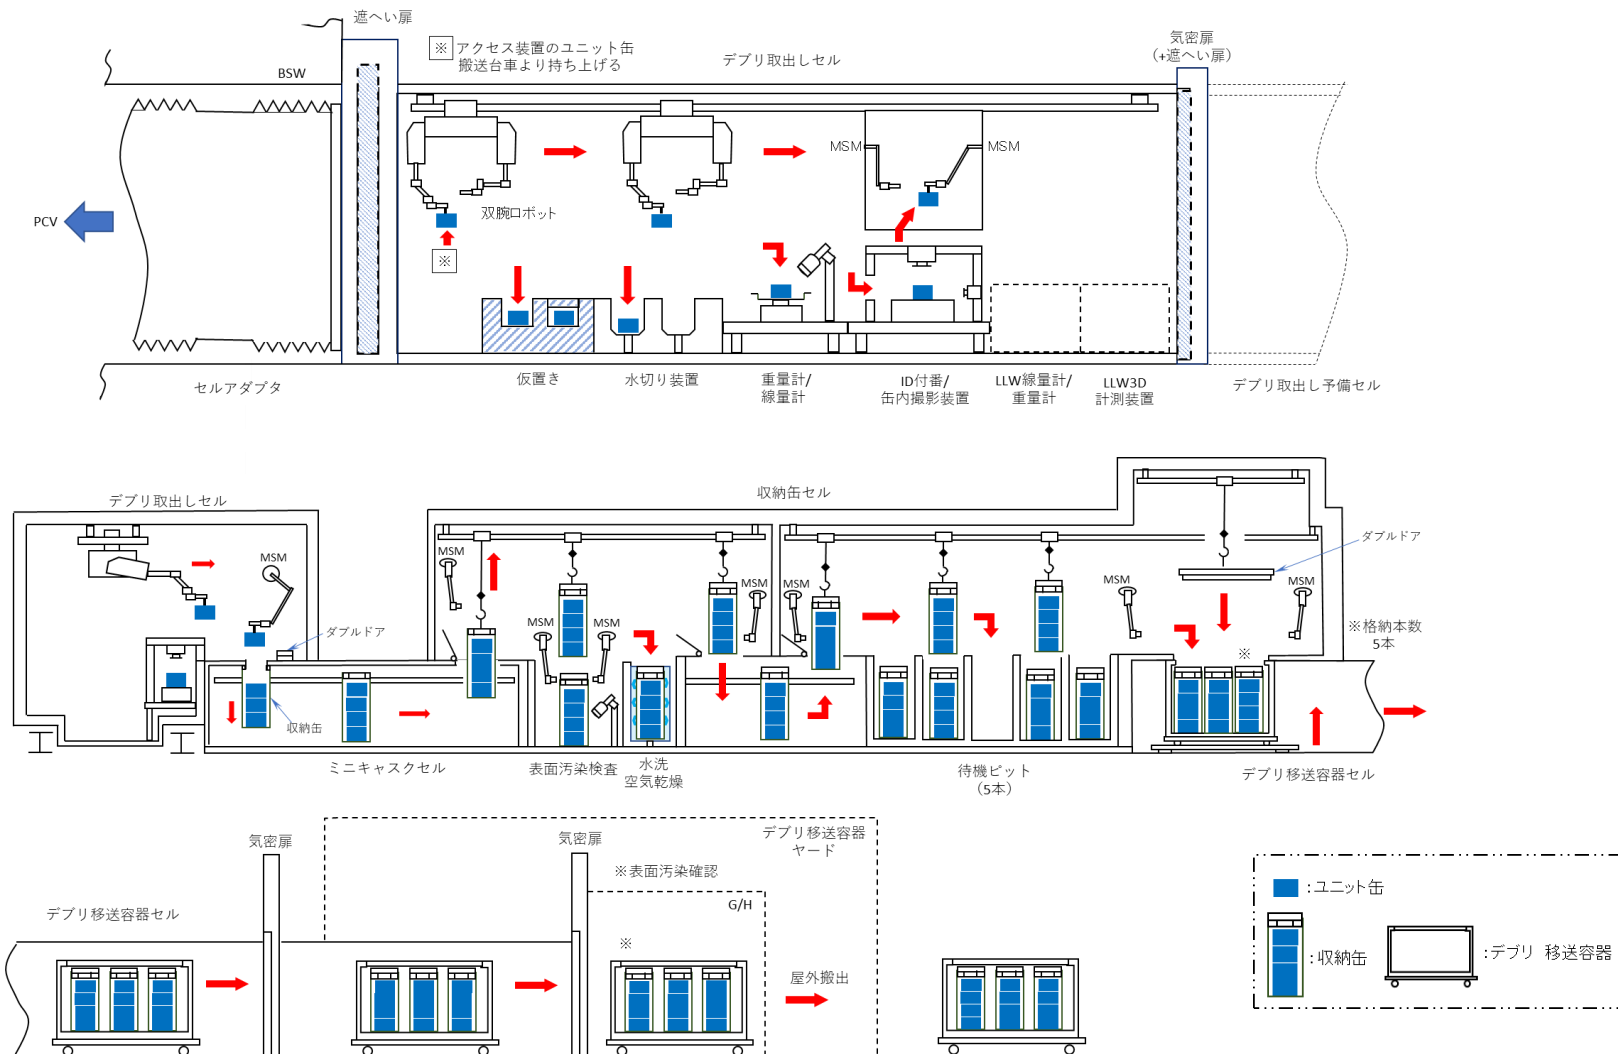 遮へい扉
※ アクセス装置のユニット缶
搬送台車より持ち上げる
デブリ取出しセル
気密扉
(+遮へい扉)
BSW
MSM
MSM
PCV
双腕ロボット
※
セルアダプタ
仮置き
水切り装置
重量計/
線量計
ID付番/
缶内撮影装置
LLW線量計/
重量計
LLW3D
計測装置
デブリ取出し予備セル
デブリ取出しセル
収納缶セル
MSM
MSM
MSM
MSM
MSM
MSM
MSM
MSM
ダブルドア
ダブルドア
※格納本数
5本
※
収納缶
ミニキャスクセル
表面汚染検査
水洗
空気乾燥
待機ピット
(5本)
デブリ移送容器セル
気密扉
気密扉
デブリ移送容器
ヤード
※表面汚染確認
G/H
デブリ移送容器セル
※
屋外搬出
:ユニット缶
:収納缶
:デブリ 移送容器